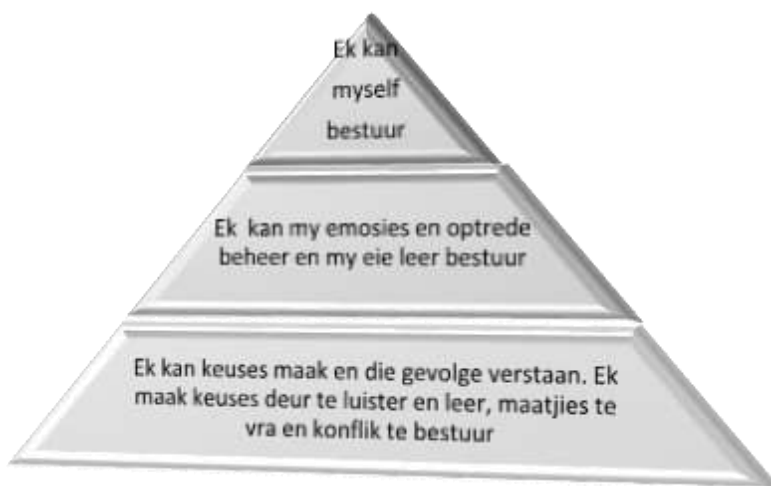 Ek kan
myself
bestuur
Ek kan my emosies en optrede
beheer en my eie leer bestuur
Ek kan keuses maak en die gevolge verstaan. Ek
maak keuses deur te luister en leer, maatjies te
vra en konflik te bestuur